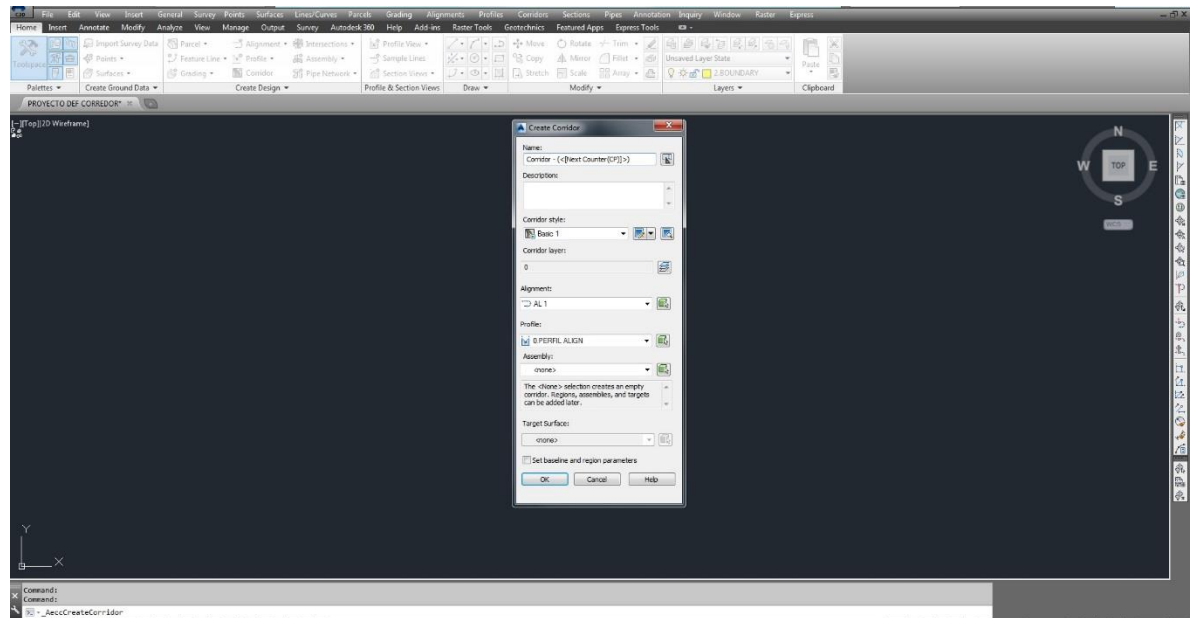 File Edit View Insert General Survey Points Surfaces Lines/Curves Parcels Grading Alignments Profiles Corridors Sections Pipes Annotation Inquiry Window Raster Express
Home Insert Annotate Modify Analyze View Manage Output Survey Autodesk 360 Help Add-ins Raster Tools Geotechnics Featured Apps Express Tools
Import Survey Data Parcel Alignment Intersections Profile View Move Rotate Trim
Toolspace Points Feature Line Profile Assembly Sample Lines Copy Mirror Fillet Unsaved Layer State Paste
Surfaces Grading Corridor Pipe Network Section Views Stretch Scale Array 2.BOUNDARY
Palettes Create Ground Data Create Design Profile & Section Views Draw Modify Layers Clipboard
PROYECTO DEF CORREDOR*
[-][Top][2D Wireframe]
N
W TOP E
S
WCS
Create Corridor
Name:
Corridor - (<[Next Counter(CP)]>)
Description:
Corridor style:
Basic 1
Corridor layer:
0
Alignment:
AL 1
Profile:
0.PERFIL ALIGN
Assembly:
<none>
The <None> selection creates an empty
corridor. Regions, assemblies, and targets
can be added later.
Target Surface:
<none>
Set baseline and region parameters
OK Cancel Help
Y
X
Command:
Command:
-_AeccCreateCorridor